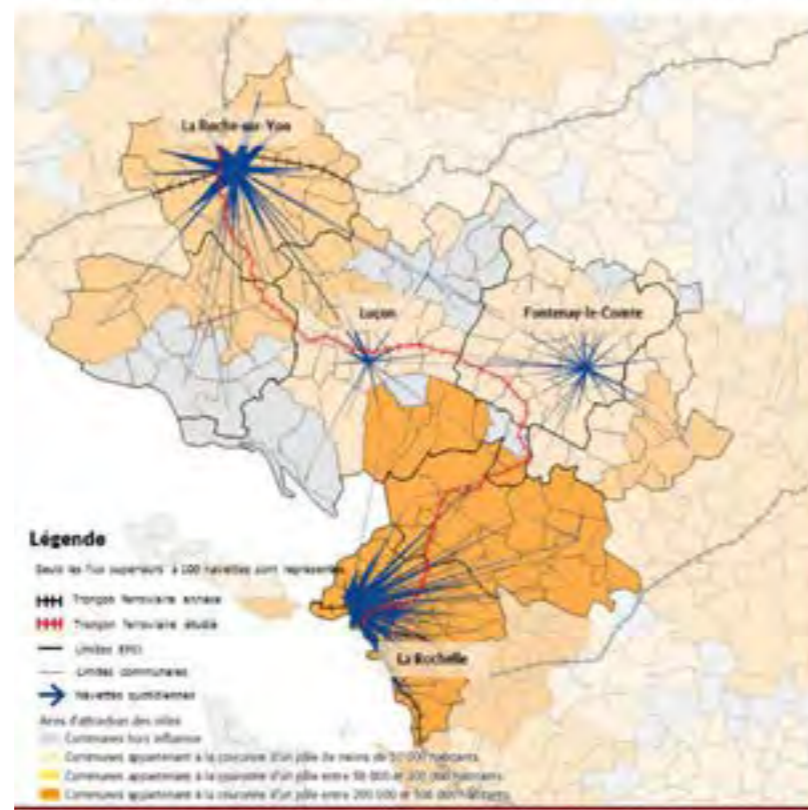 La Roche-sur-Yon
Luçon
Fontenay-le-Comte
Légende
Seuls les flux supérieurs à 100 navettes sont représentés
Tronçon ferroviaire annexe
Tronçon ferroviaire étudié
Limites EPCI
Limites communales
Navettes quotidiennes
La Rochelle
Aires d'attraction des villes
Communes hors influence
Communes appartenant à la couronne d'un pôle de moins de 50 000 habitants
Communes appartenant à la couronne d'un pôle entre 50 000 et 200 000 habitants
Communes appartenant à la couronne d'un pôle entre 200 000 et 500 000 habitants